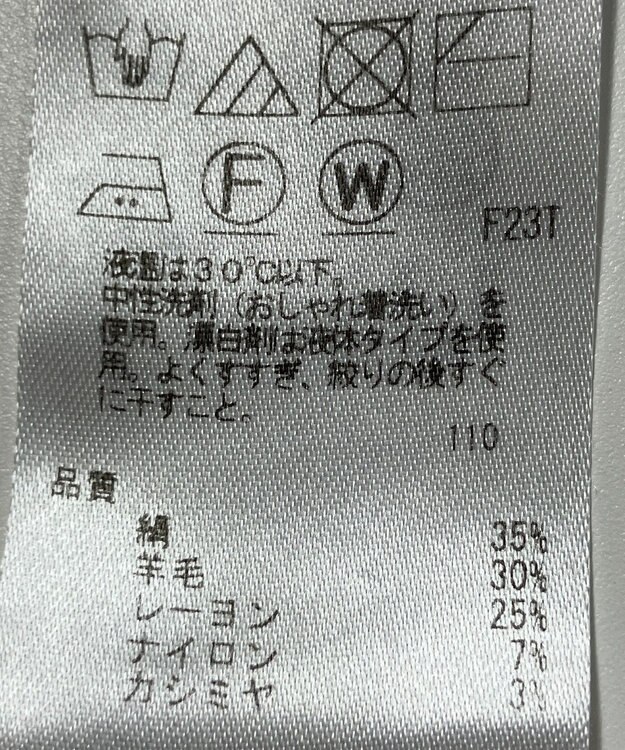 F
W
F23T
液温は30℃以下。
中性洗剤（おしゃれ着洗い）を
使用。漂白剤は液体タイプを使
用。よくすすぎ、絞りの後すぐ
に干すこと。
110
品質
絹 35%
羊毛 30%
レーヨン 25%
ナイロン 7%
カシミヤ 3%